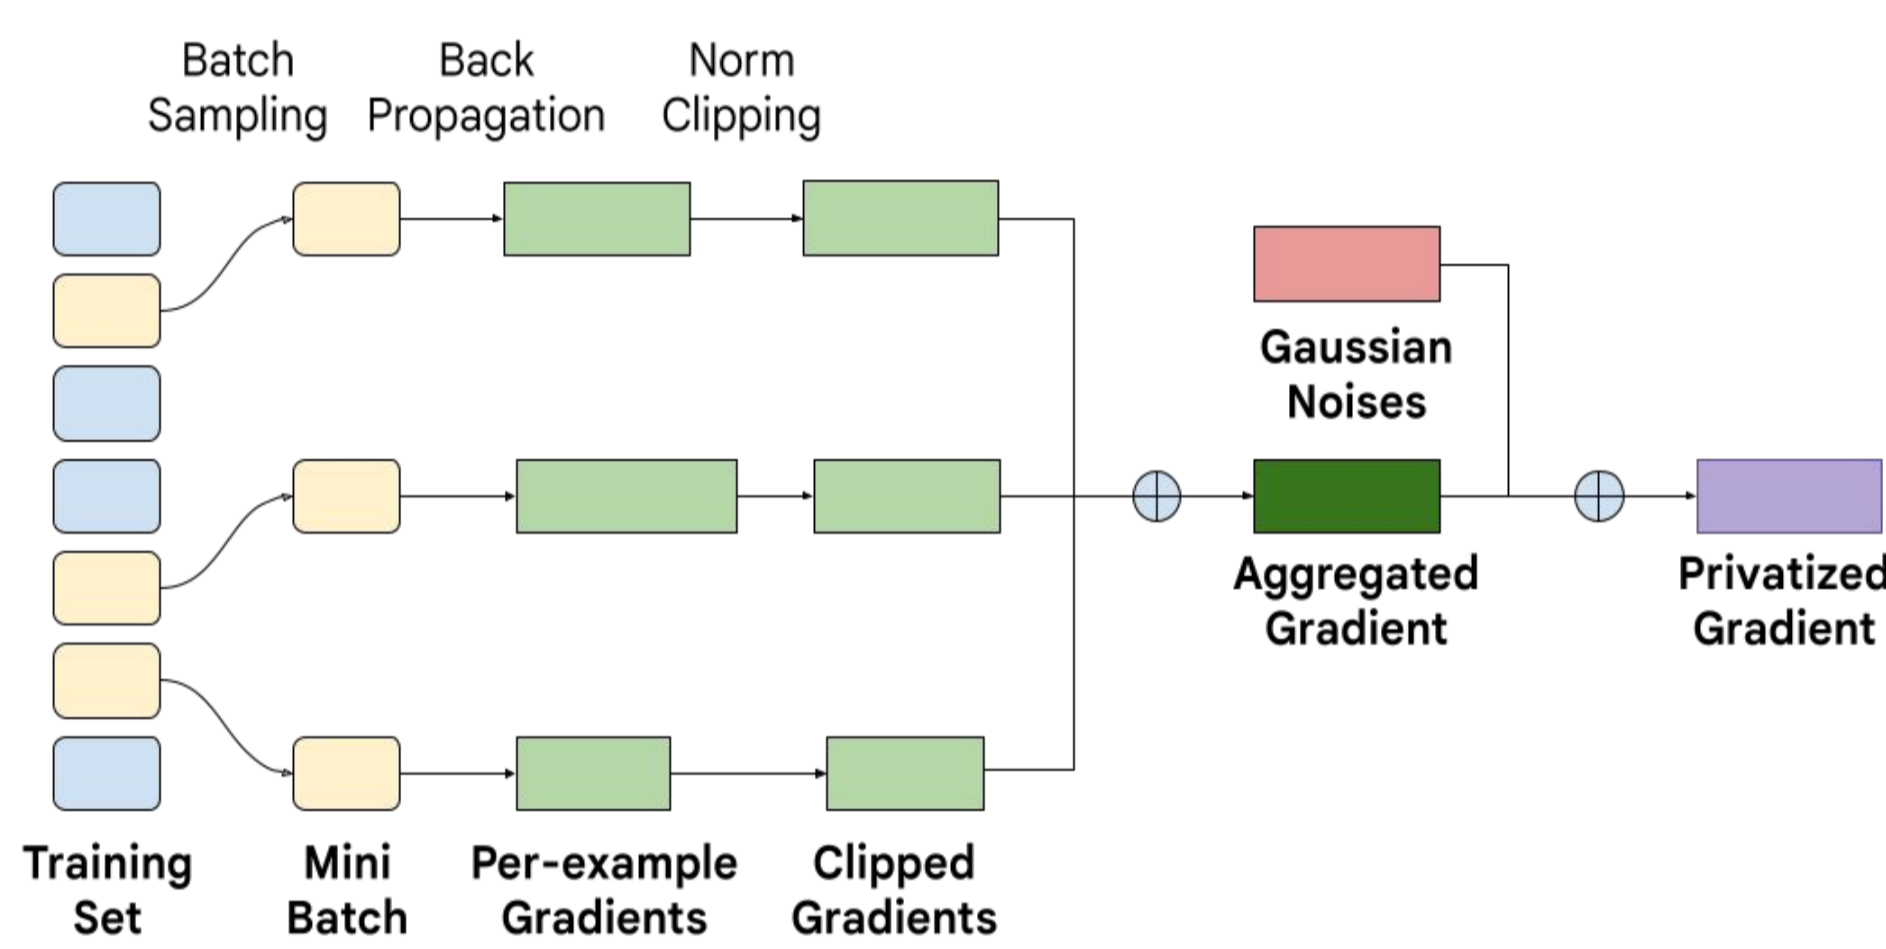 Batch
Sampling
Back
Propagation
Norm
Clipping
Gaussian
Noises
Aggregated
Gradient
Privatized
Gradient
Training
Set
Mini
Batch
Per-example
Gradients
Clipped
Gradients